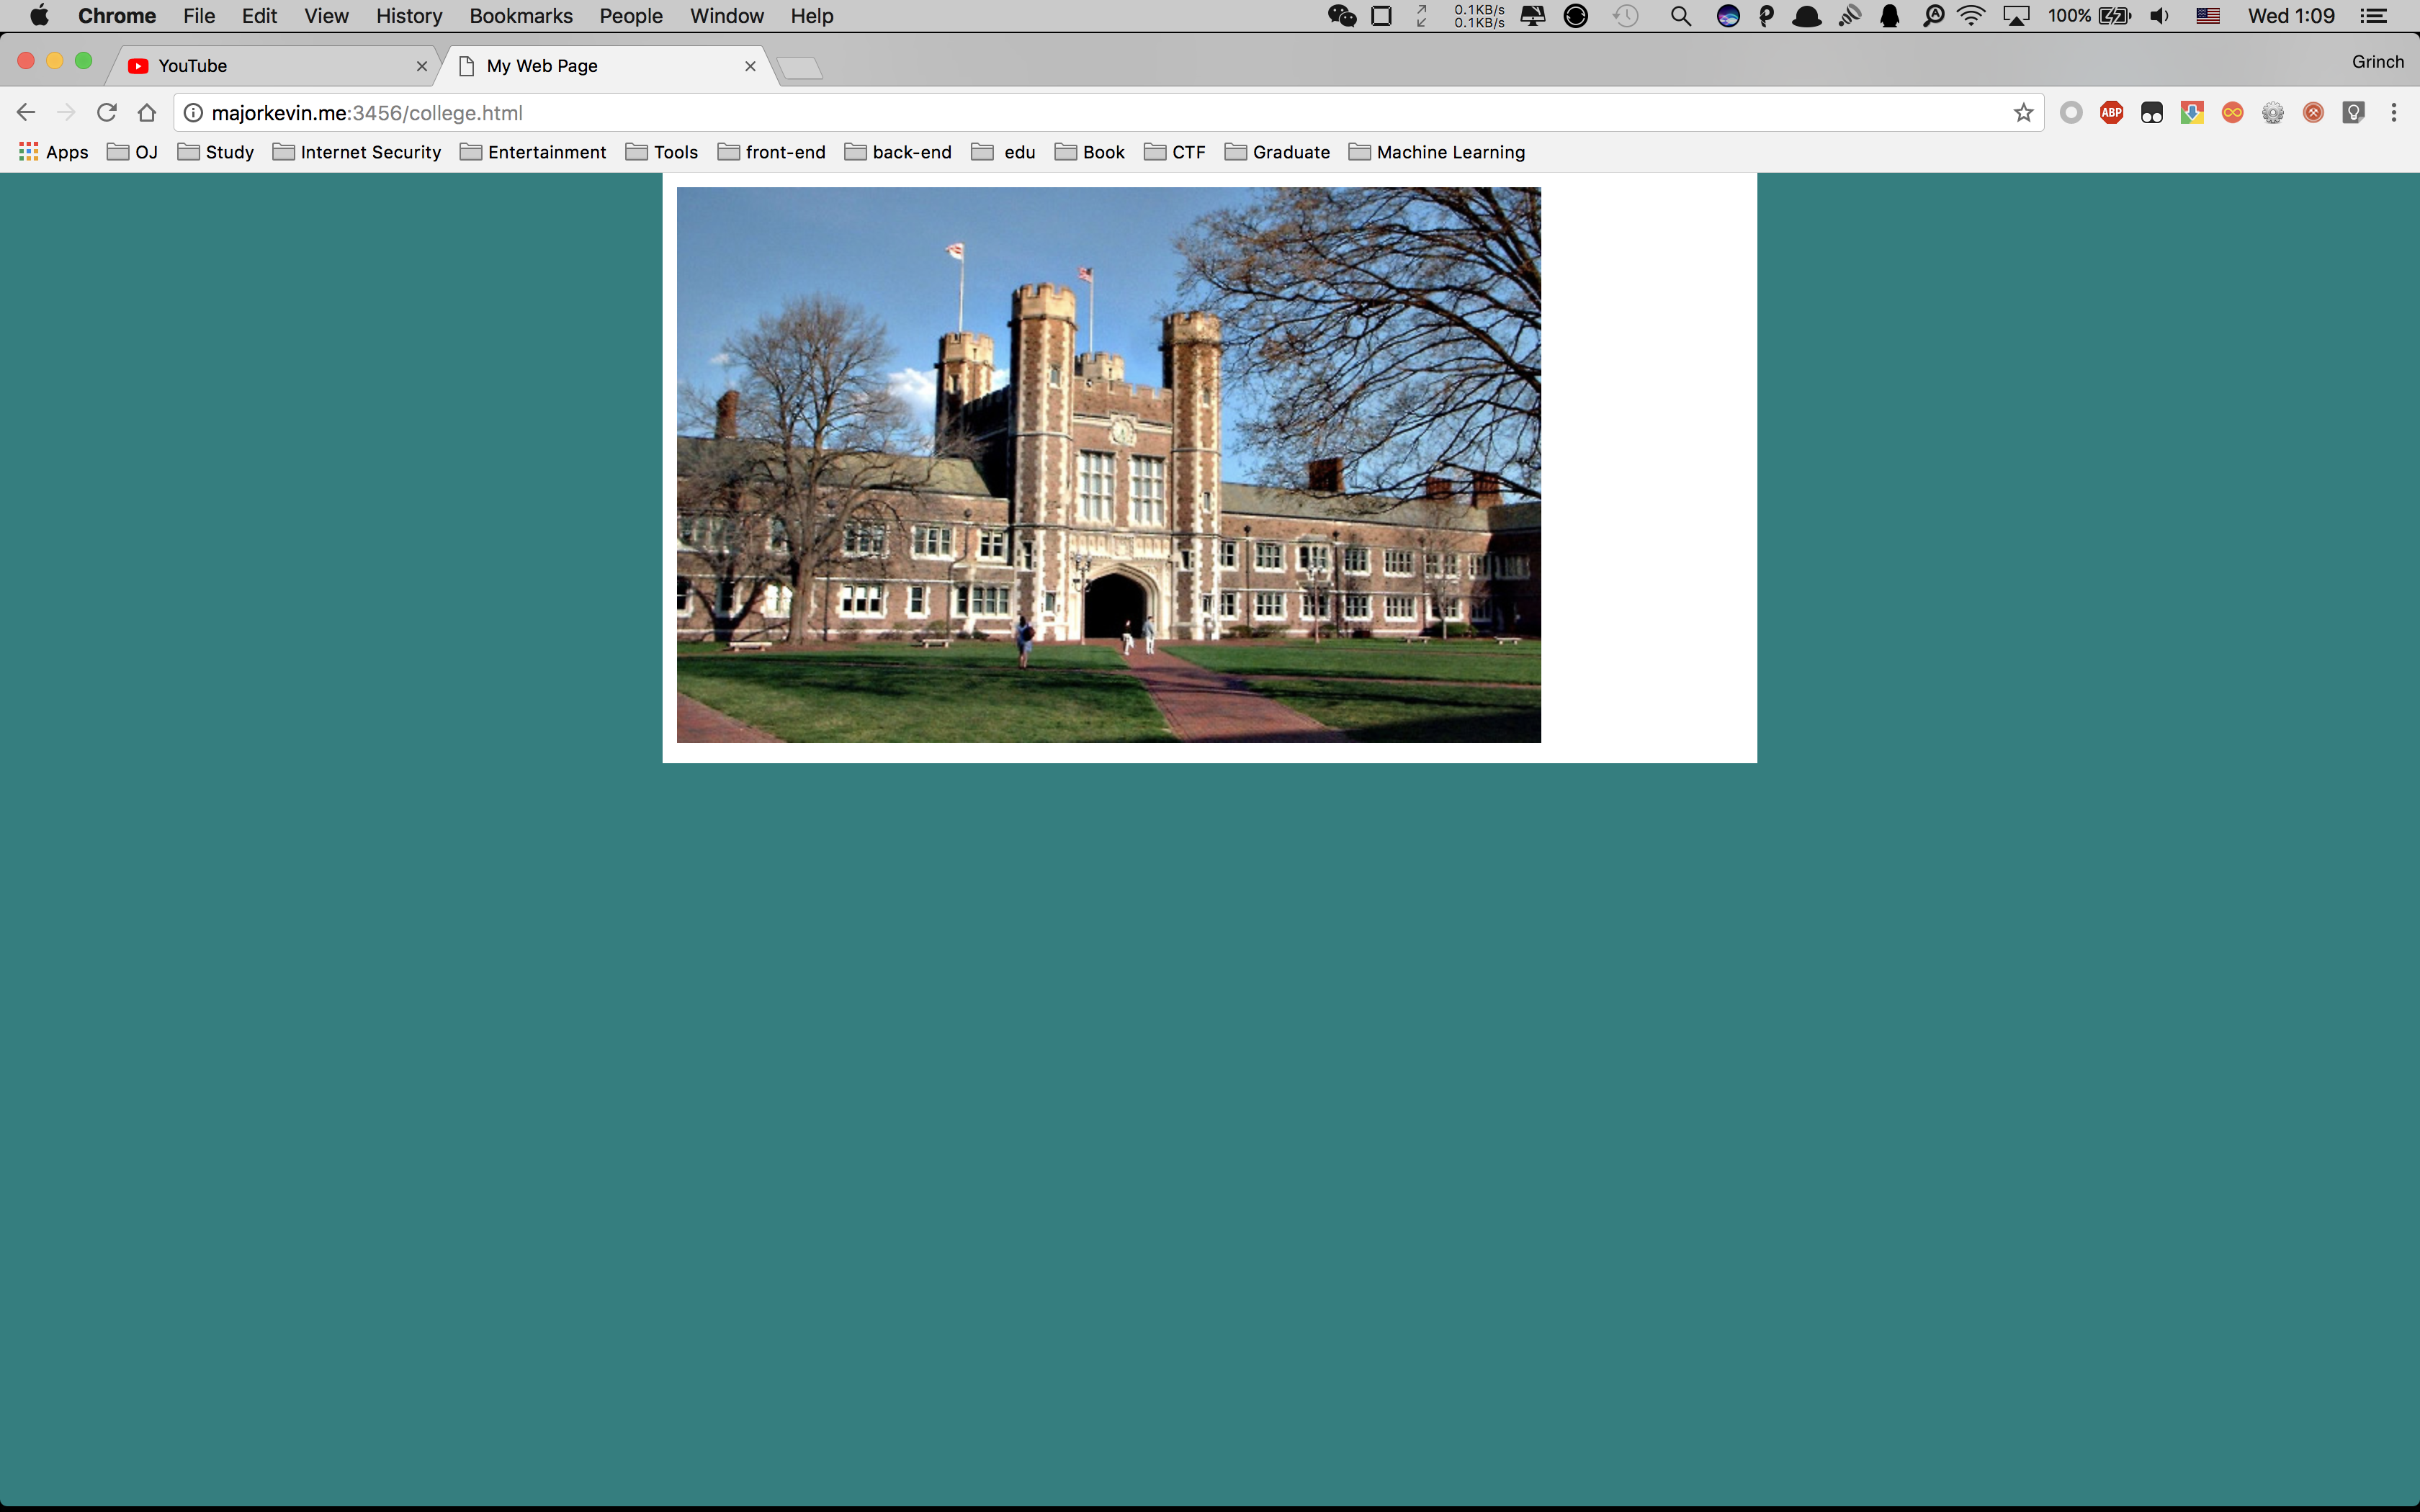 Chrome File Edit View History Bookmarks People Window Help 0.1KB/s 100% Wed 1:09
0.1KB/s
YouTube My Web Page Grinch
majorkevin.me:3456/college.html ABP
Apps OJ Study Internet Security Entertainment Tools front-end back-end edu Book CTF Graduate Machine Learning